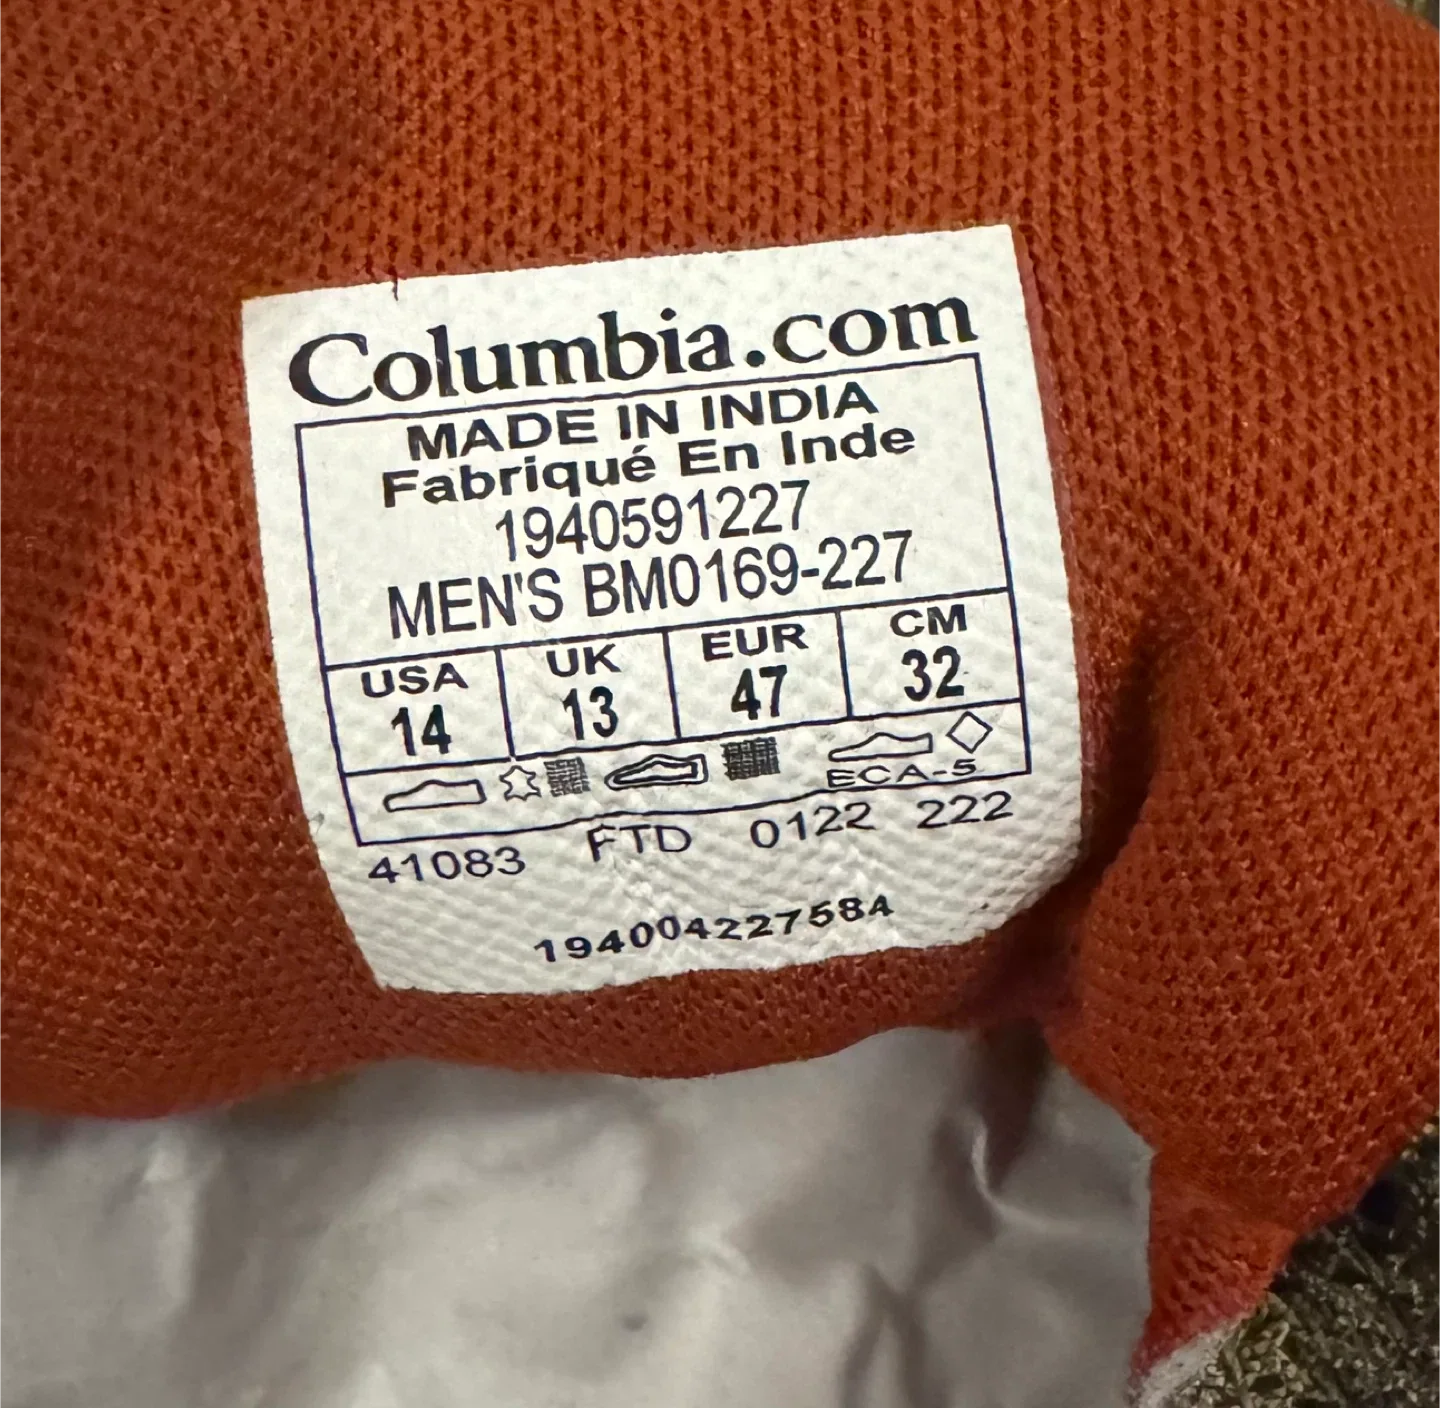 Columbia.com
MADE IN INDIA
Fabriqué En Inde
1940591227
MEN'S BM0169-227
USA UK EUR CM
14 13 47 32
ECA-5
41083 FTD 0122 222
194004227584